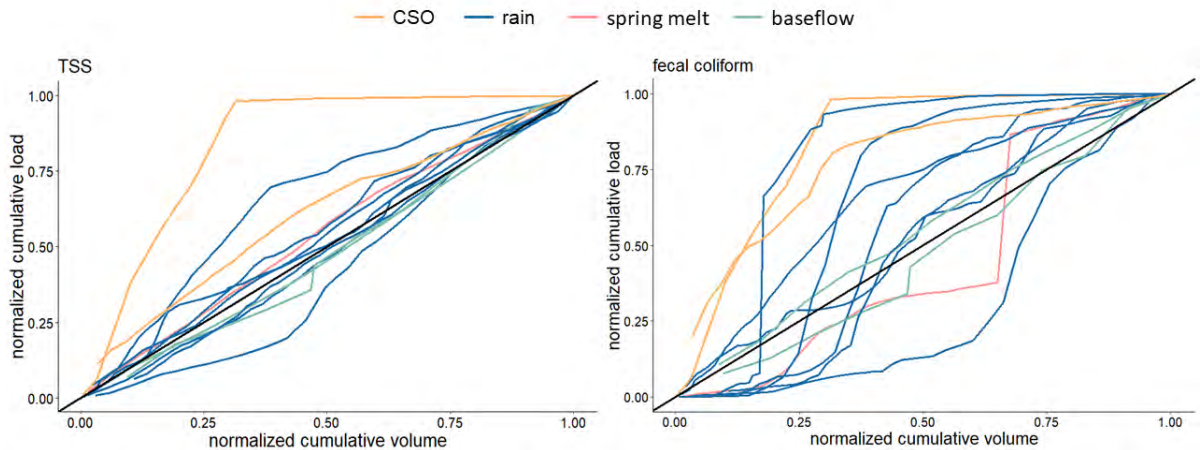 CSO rain spring melt baseflow
TSS
1.00
0.75
0.50
0.25
0.00
normalized cumulative load
0.00 0.25 0.50 0.75 1.00
normalized cumulative volume
fecal coliform
1.00
0.75
0.50
0.25
0.00
normalized cumulative load
0.00 0.25 0.50 0.75 1.00
normalized cumulative volume